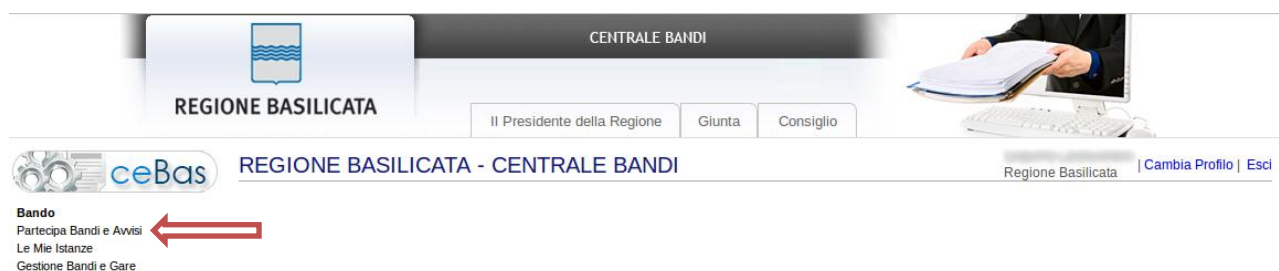 CENTRALE BANDI
REGIONE BASILICATA
Il Presidente della Regione
Giunta
Consiglio
ceBas
REGIONE BASILICATA - CENTRALE BANDI
Regione Basilicata | Cambia Profilo | Esci
Bando
Partecipa Bandi e Avvisi
Le Mie Istanze
Gestione Bandi e Gare